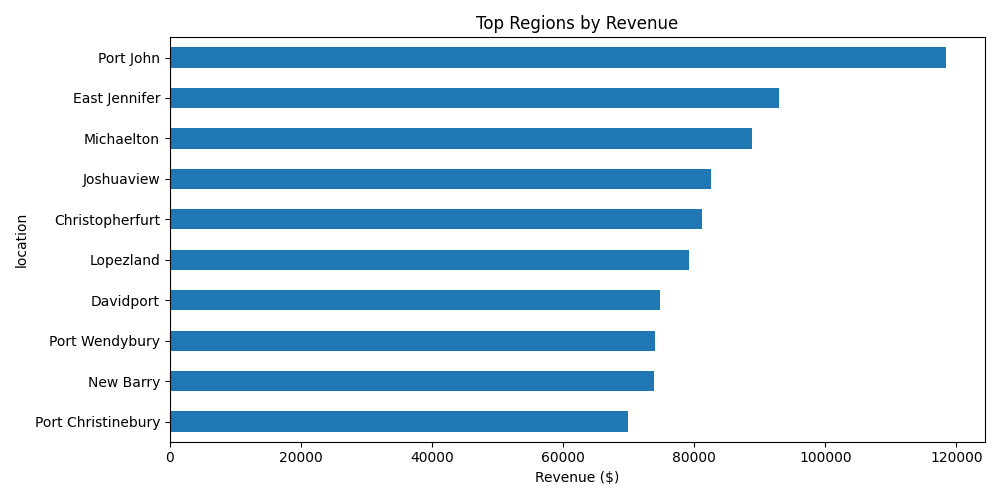 Top Regions by Revenue
Port John
East Jennifer
Michaelton
Joshuaview
Christopherfurt
Lopezland
Davidport
Port Wendybury
New Barry
Port Christinebury
location
0 20000 40000 60000 80000 100000 120000
Revenue ($)